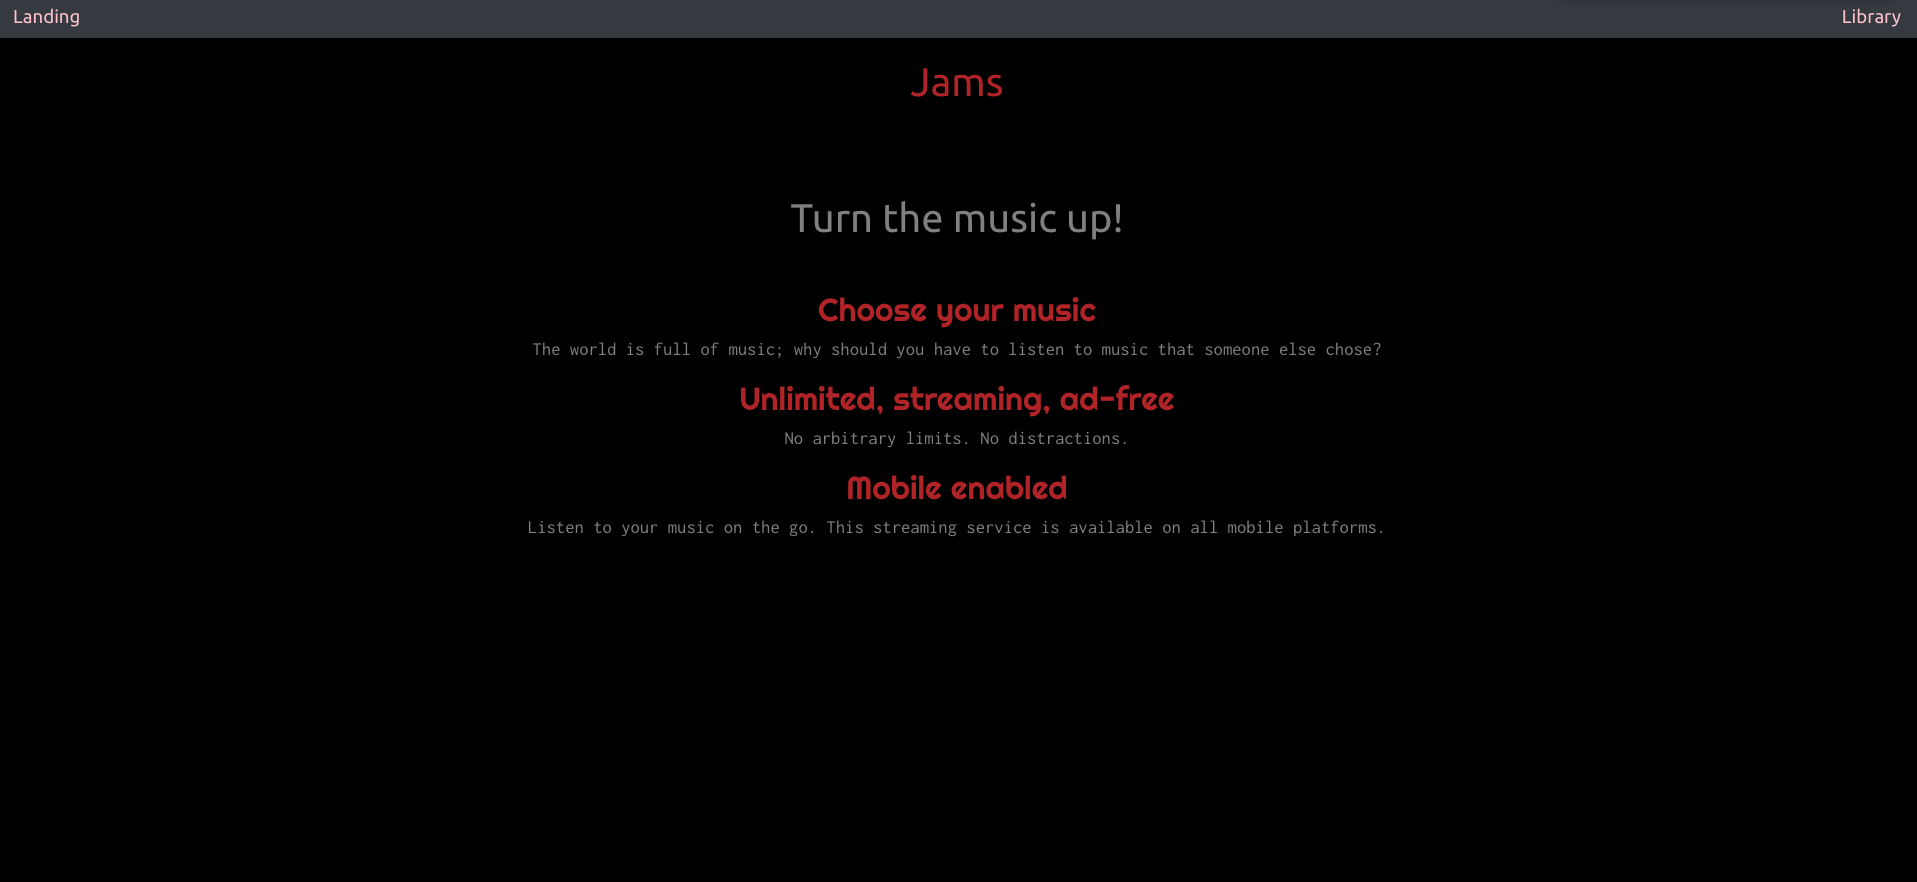 Landing
Library
Jams
Turn the music up!
Choose your music
The world is full of music; why should you have to listen to music that someone else chose?
Unlimited, streaming, ad-free
No arbitrary limits. No distractions.
Mobile enabled
Listen to your music on the go. This streaming service is available on all mobile platforms.